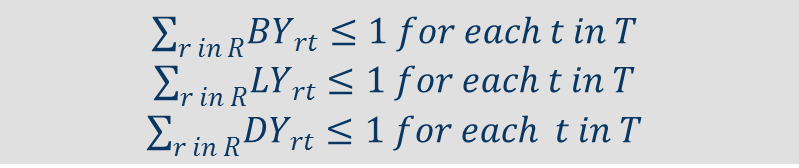 ∑r in R BYrt ≤ 1 for each t in T
∑r in R LYrt ≤ 1 for each t in T
∑r in R DYrt ≤ 1 for each t in T